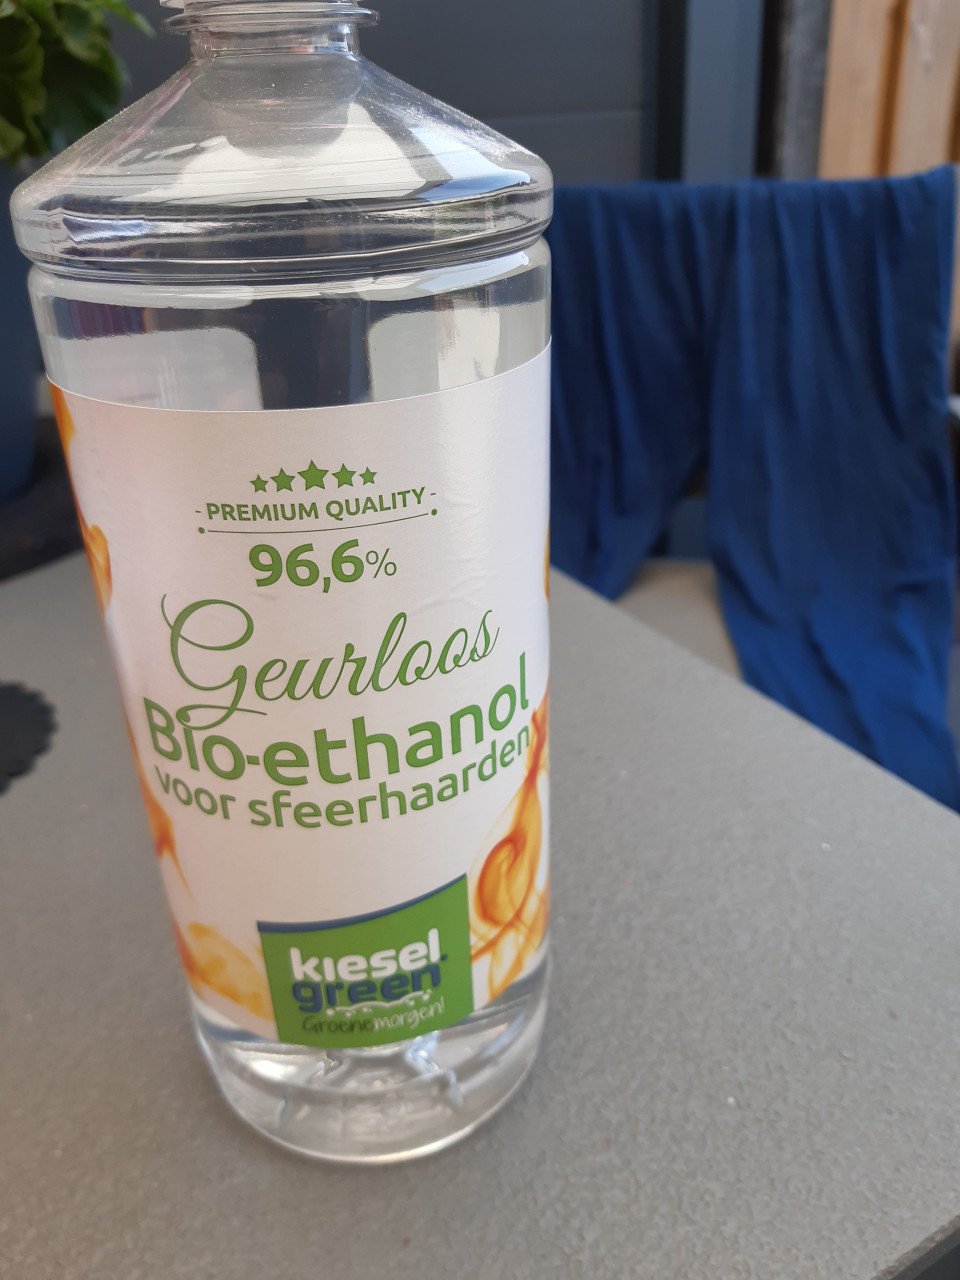 - PREMIUM QUALITY -
96,6%
Geurloos
Bio-ethanol
voor sfeerhaarden
kiesel
green
Groenemorgen!